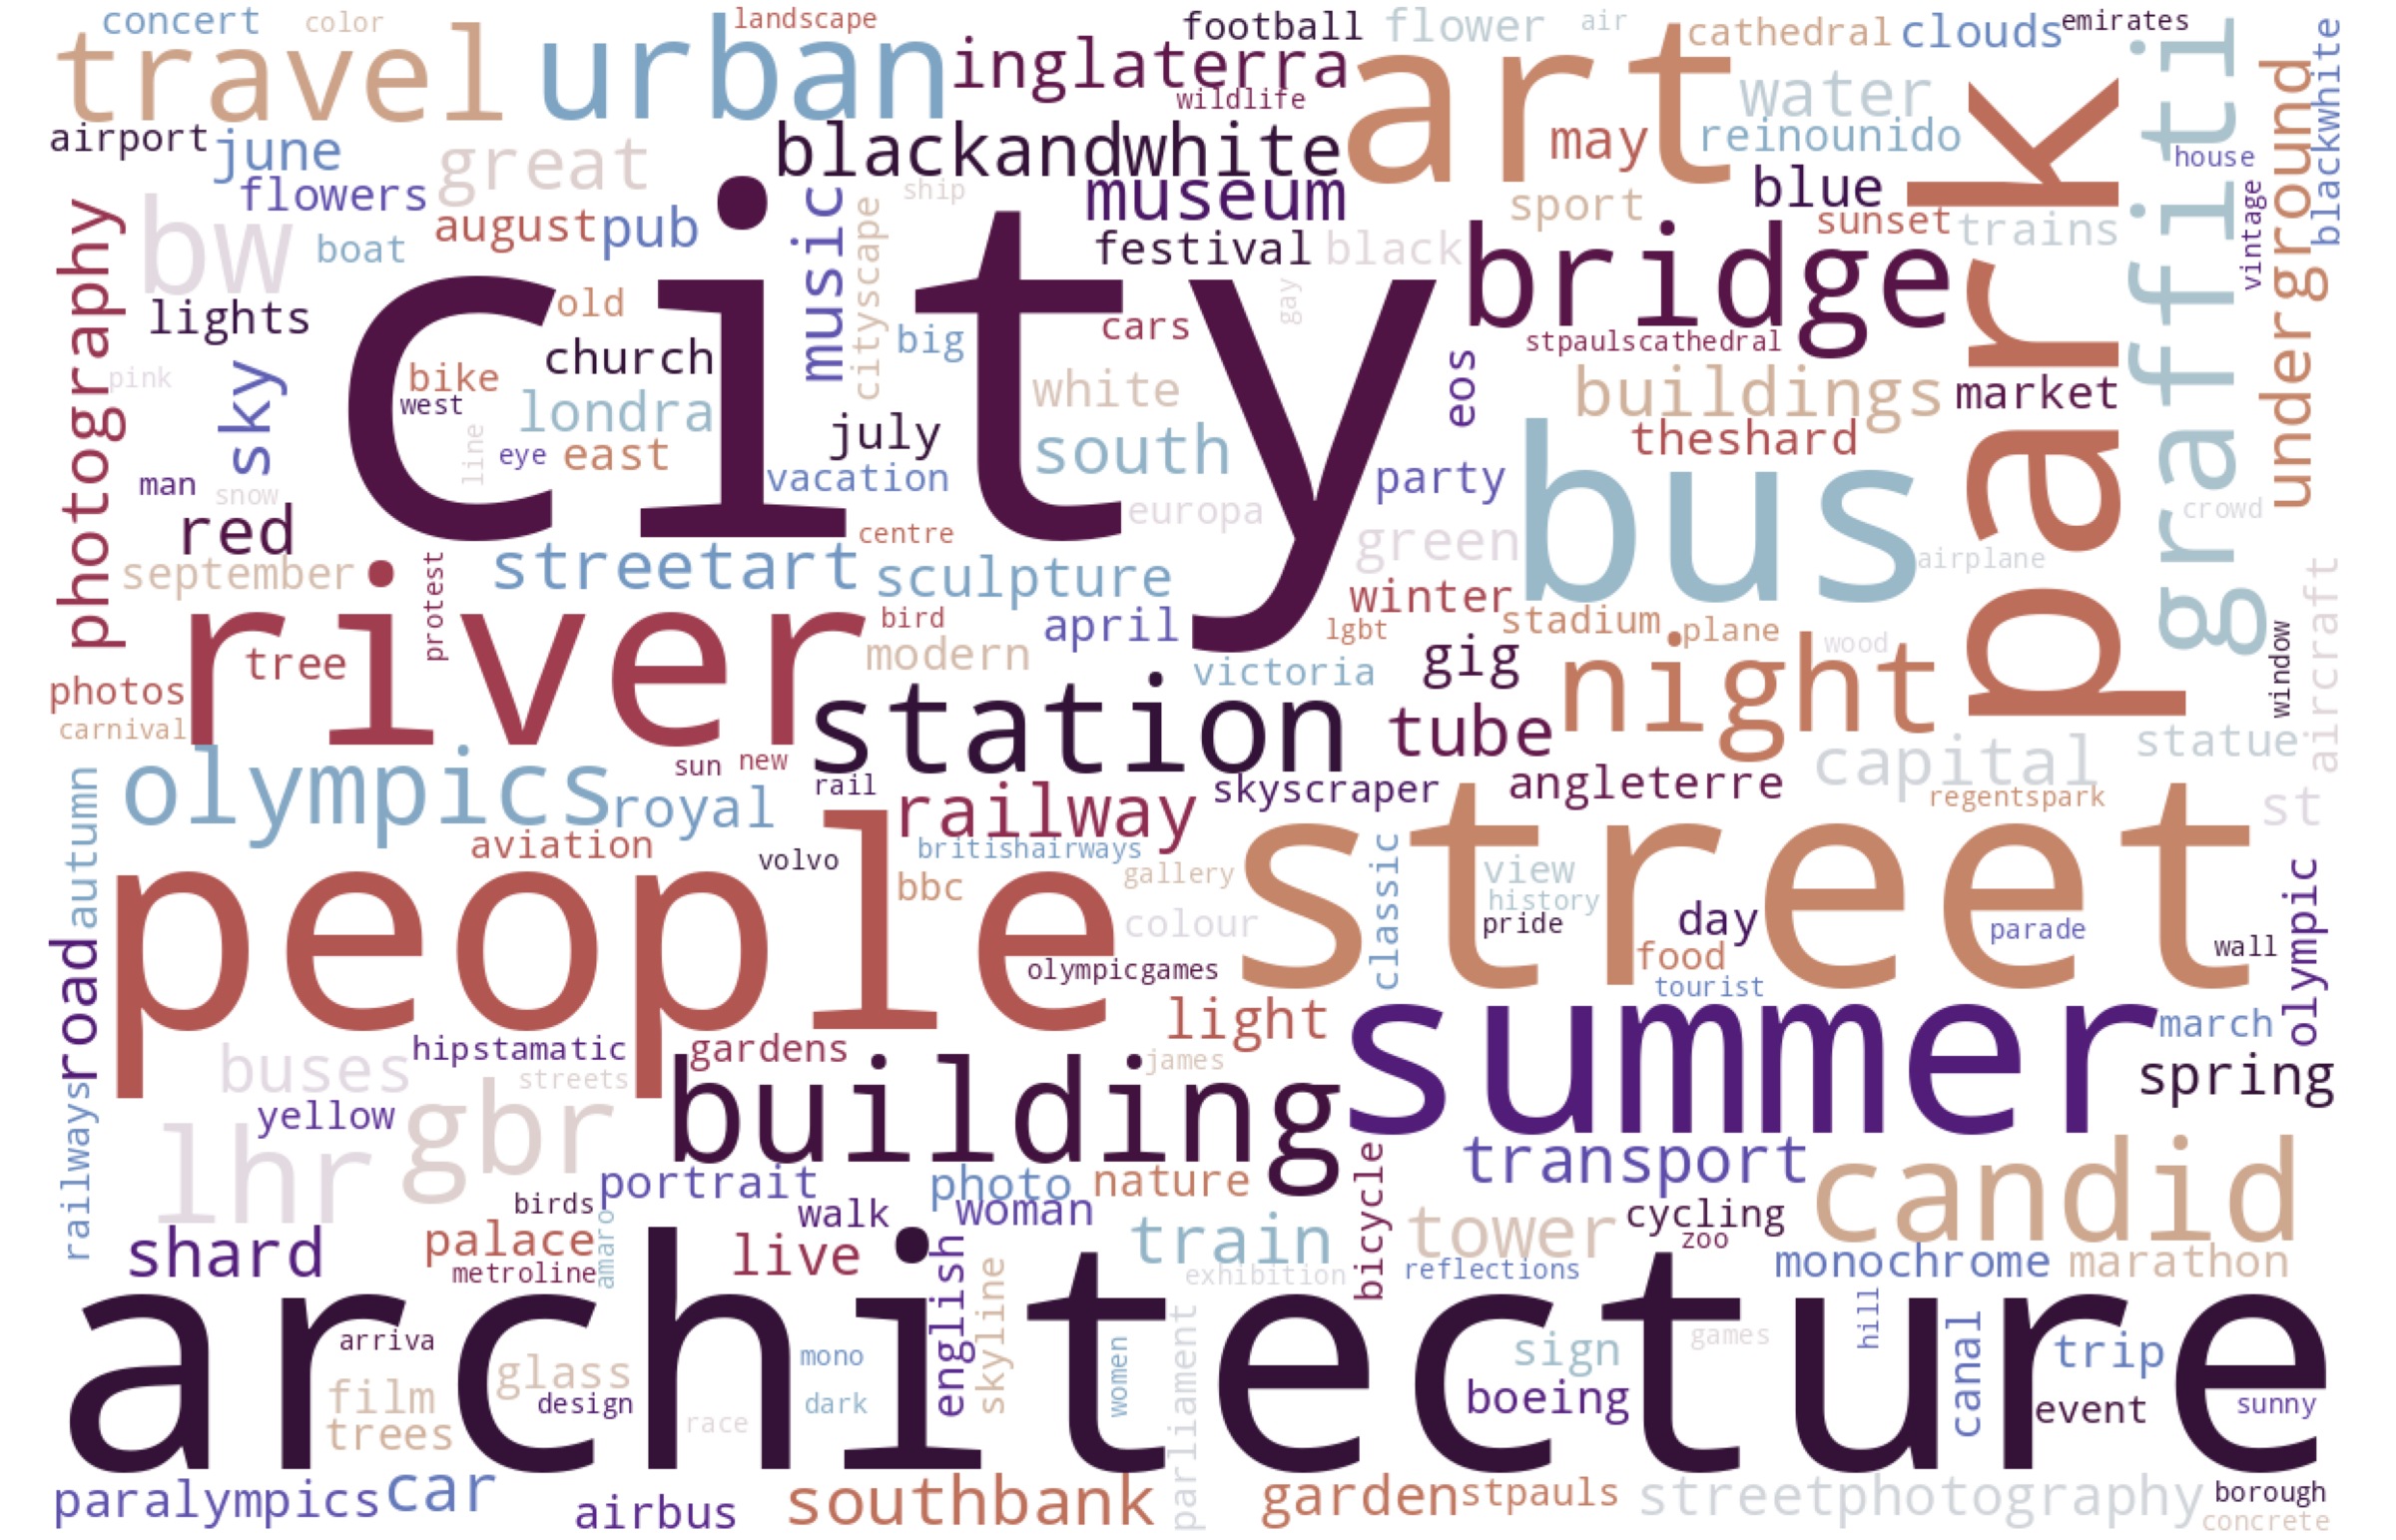 concert
color
landscape
football
flower
air
cathedral
clouds
emirates
travel
urban
inglaterra
art
water
park
graffiti
underground
blackwhite
wildlife
airport
june
great
blackandwhite
may
reinounido
house
flowers
bw
ship
museum
blue
vintage
photography
august
pub
boat
music
cityscape
festival
black
sport
sunset
trains
city
bridge
lights
old
big
cars
gay
stpaulscathedral
church
sky
pink
bike
west
londra
white
eos
buildings
market
line
eye
east
july
south
theshard
man
snow
vacation
party
bus
red
europa
centre
green
crowd
airplane
september
protest
streetart
sculpture
winter
aircraft
river
bird
april
lgbt
stadium
plane
wood
tree
modern
victoria
gig
night
window
photos
carnival
station
tube
statue
sun
new
capital
olympics
rail
skyscraper
angleterre
regentspark
st
autumn
royal
railway
aviation
volvo
britishairways
gallery
street
classic
view
history
people
bbc
colour
pride
day
parade
wall
olympic
road
olympicgames
food
tourist
light
summer
march
hipstamatic
gardens
james
buses
streets
building
spring
railways
yellow
gbr
lhr
portrait
photo
nature
bicycle
transport
candid
birds
amaro
walk
woman
train
tower
cycling
zoo
shard
palace
metroline
live
english
skyline
exhibition
reflections
monochrome
marathon
architecture
arriva
mono
women
parliament
sign
games
hill
canal
trip
film
glass
design
dark
boeing
event
sunny
trees
race
paralympics
car
airbus
southbank
garden
stpauls
streetphotography
borough
concrete